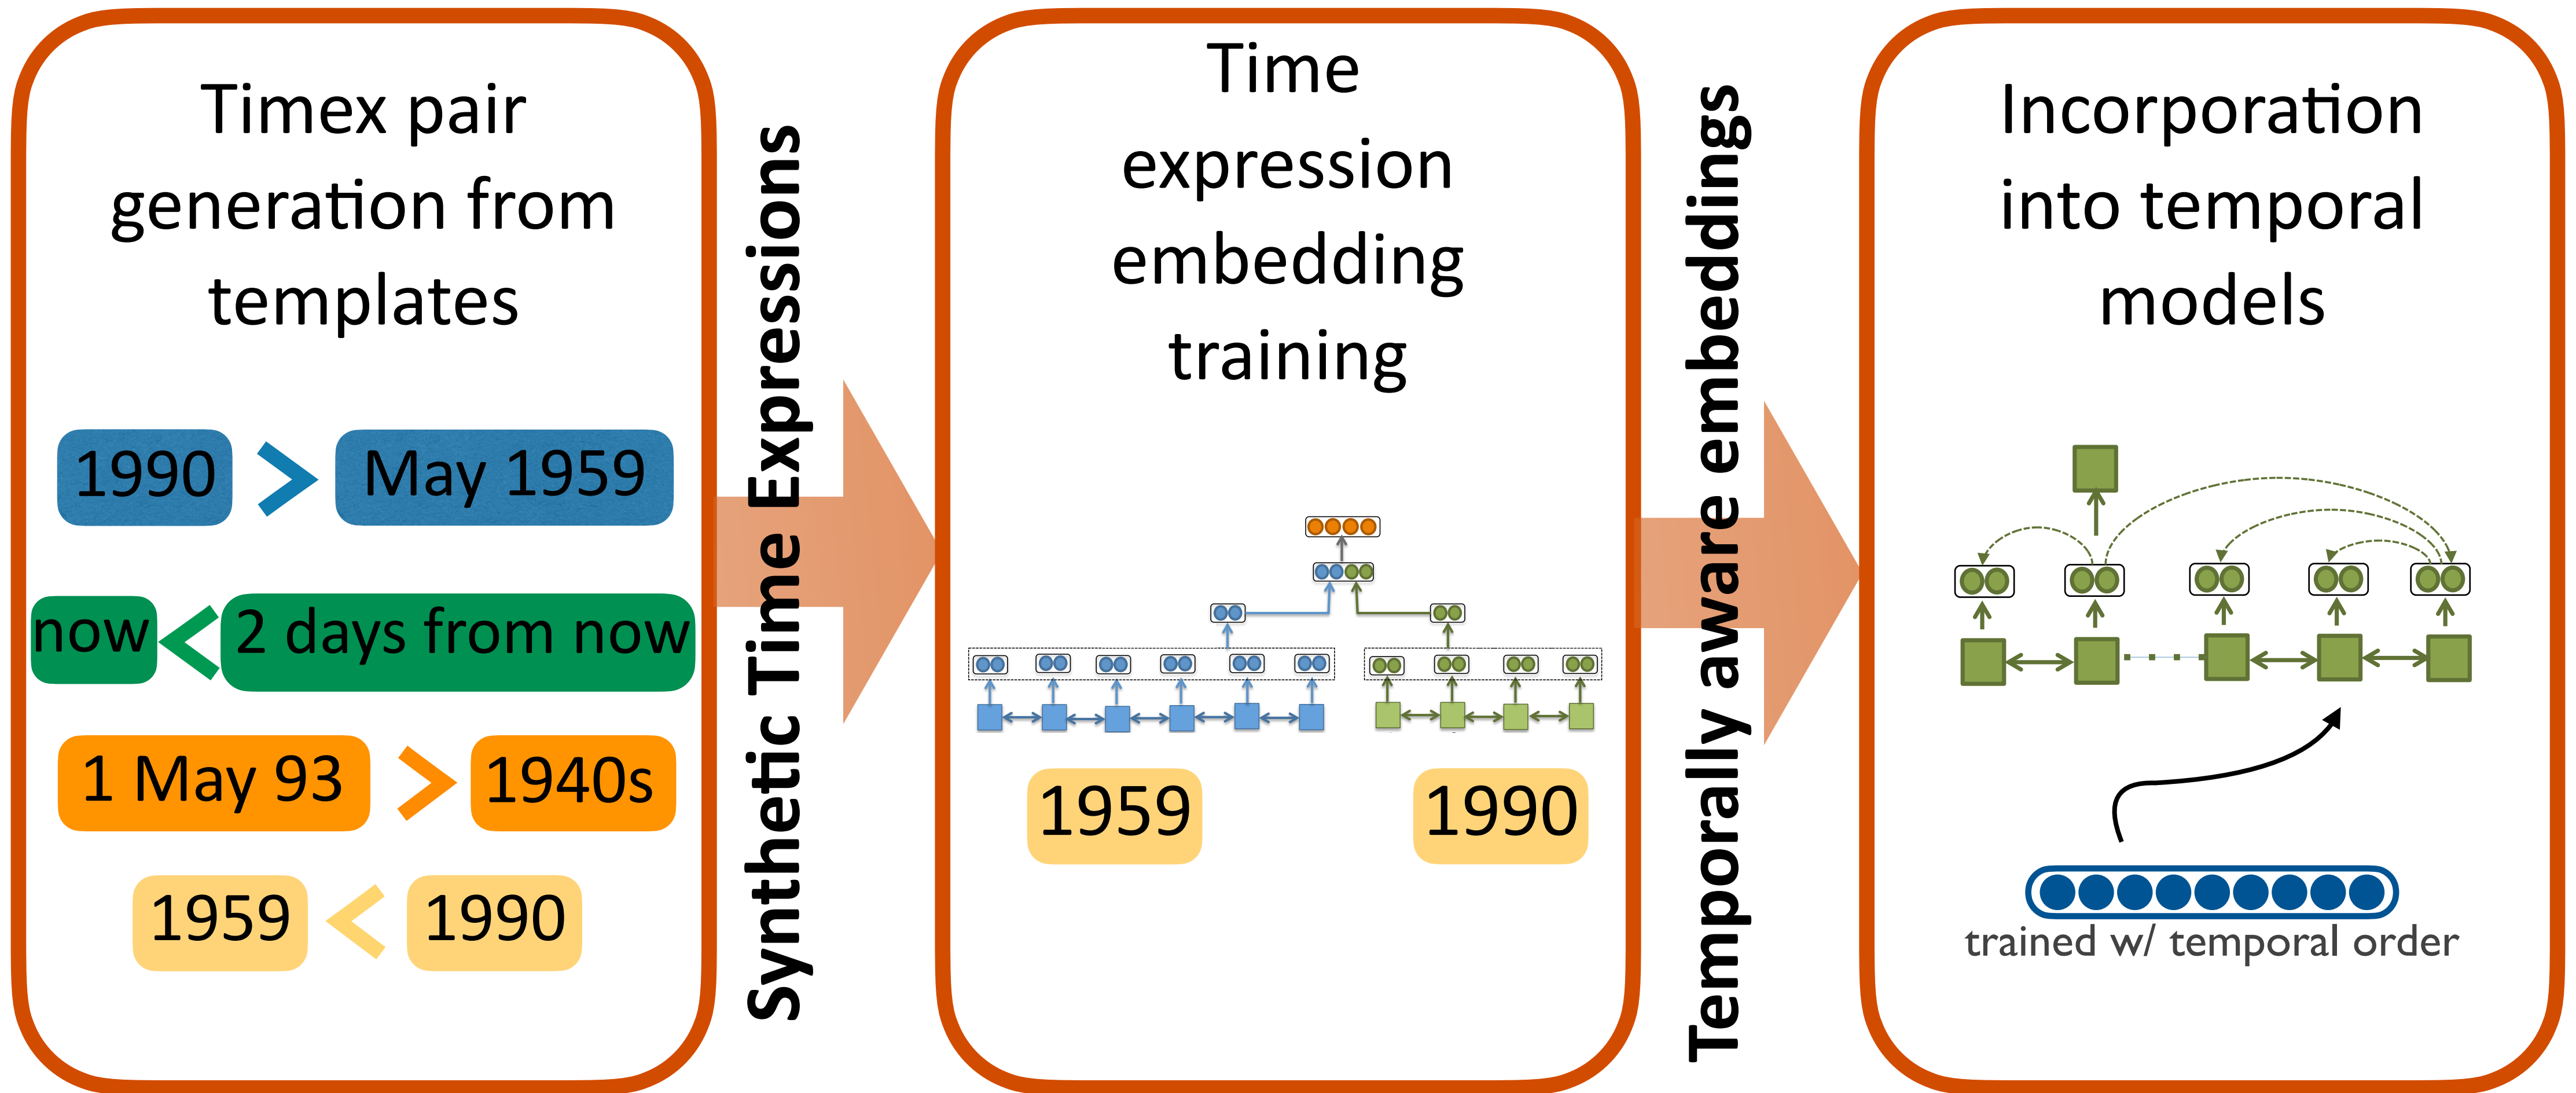 Timex pair
generation from
templates
1990 > May 1959
now < 2 days from now
1 May 93 > 1940s
1959 < 1990
Synthetic Time Expressions
Time
expression
embedding
training
1959
1990
Temporally aware embeddings
Incorporation
into temporal
models
trained w/ temporal order